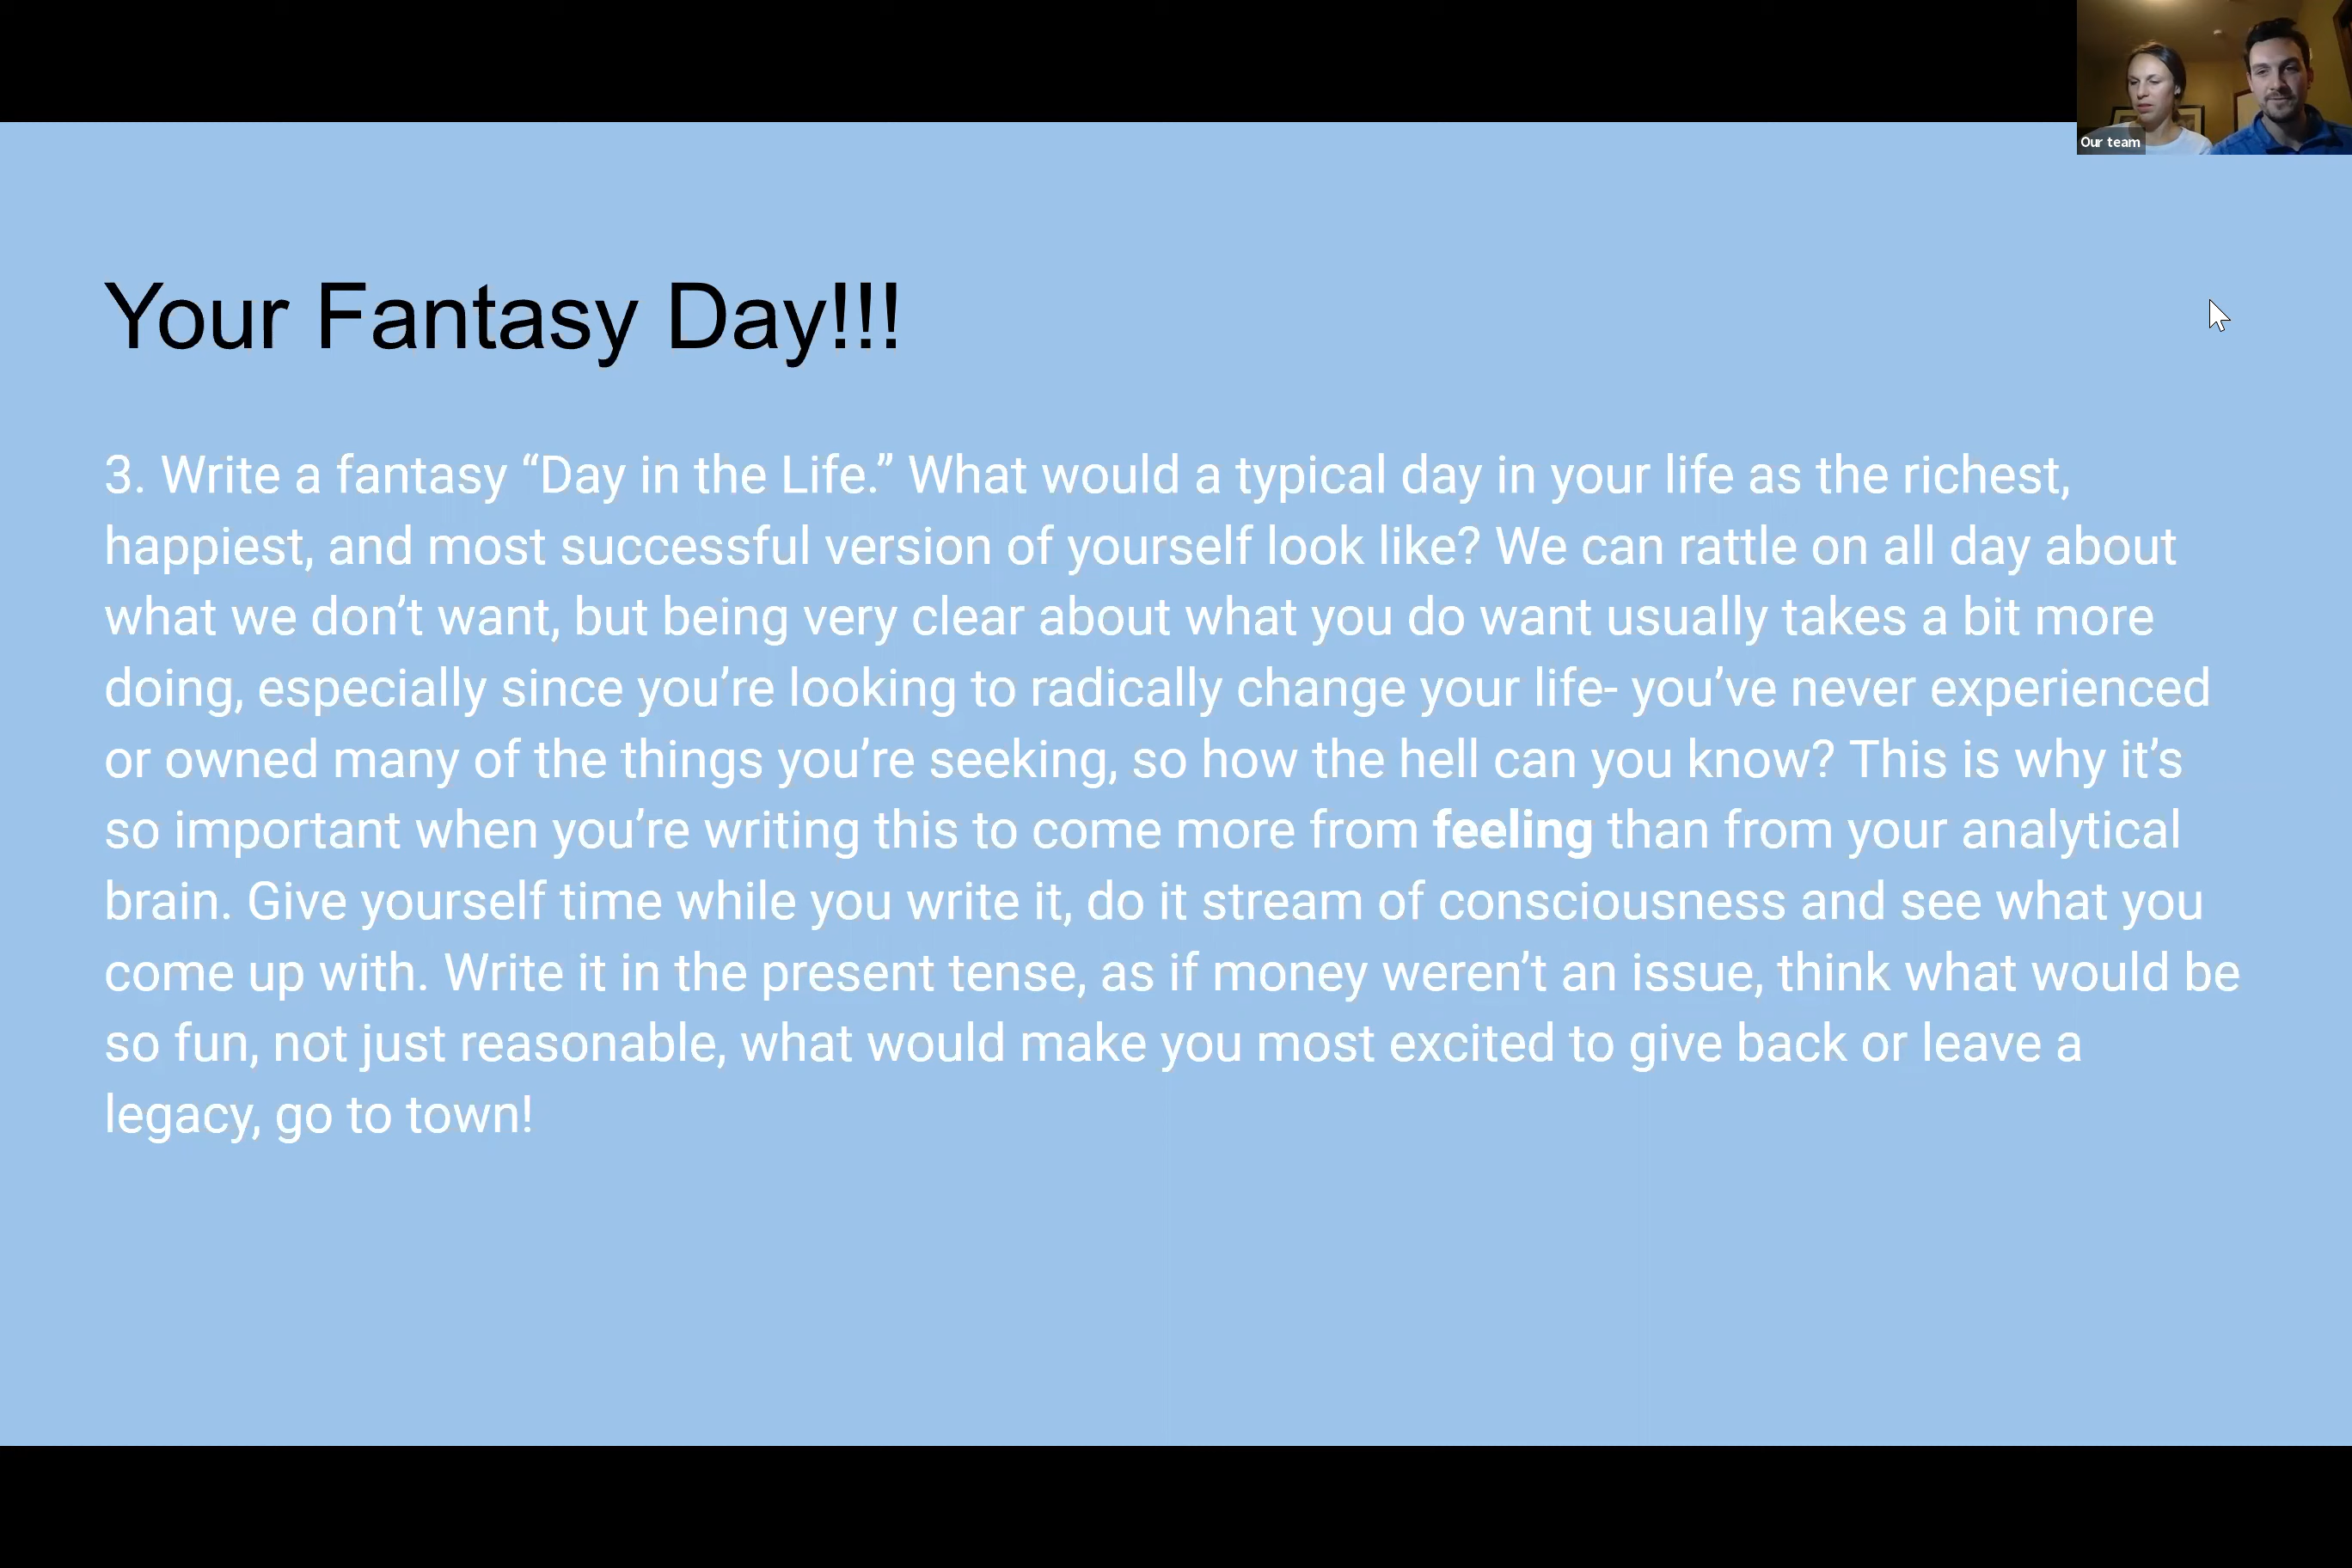 Our team
Your Fantasy Day!!!
3. Write a fantasy “Day in the Life.” What would a typical day in your life as the richest,
happiest, and most successful version of yourself look like? We can rattle on all day about
what we don’t want, but being very clear about what you do want usually takes a bit more
doing, especially since you’re looking to radically change your life- you’ve never experienced
or owned many of the things you’re seeking, so how the hell can you know? This is why it’s
so important when you’re writing this to come more from feeling than from your analytical
brain. Give yourself time while you write it, do it stream of consciousness and see what you
come up with. Write it in the present tense, as if money weren’t an issue, think what would be
so fun, not just reasonable, what would make you most excited to give back or leave a
legacy, go to town!